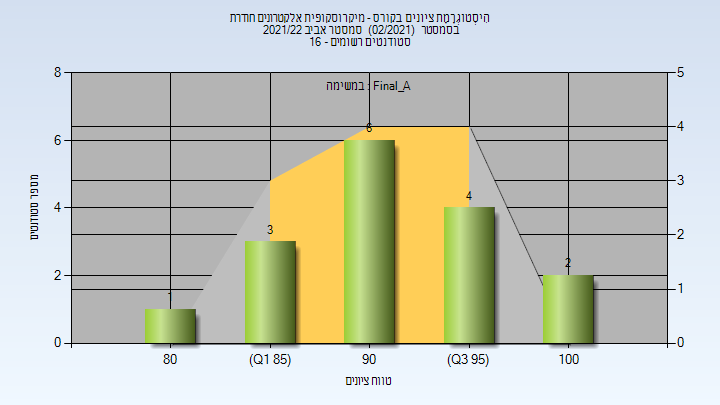 היסטוגרמת ציונים בקורס - מיקרוסקופית אלקטרונים חודרת
בסמסטר (02/2021) סמסטר אביב 2021/22
סטודנטים רשומים - 16
במשימה : Final_A
8
6
4
2
0
5
4
3
2
1
0
1
3
6
4
2
80
(Q1 85)
90
(Q3 95)
100
מספר סטודנטים
טווח ציונים